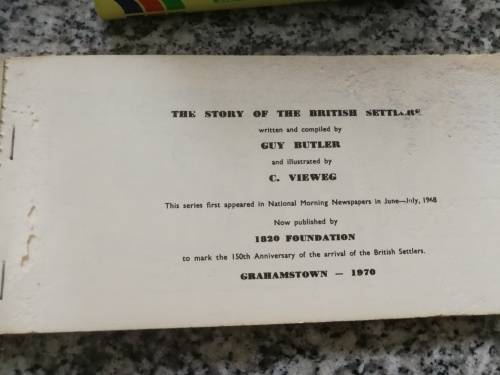 THE STORY OF THE BRITISH SETTLERS
written and compiled by
GUY BUTLER
and illustrated by
C. VIEWEG
This series first appeared in National Morning Newspapers in June—July, 1968
Now published by
1820 FOUNDATION
to mark the 150th Anniversary of the arrival of the British Settlers.
GRAHAMSTOWN — 1970